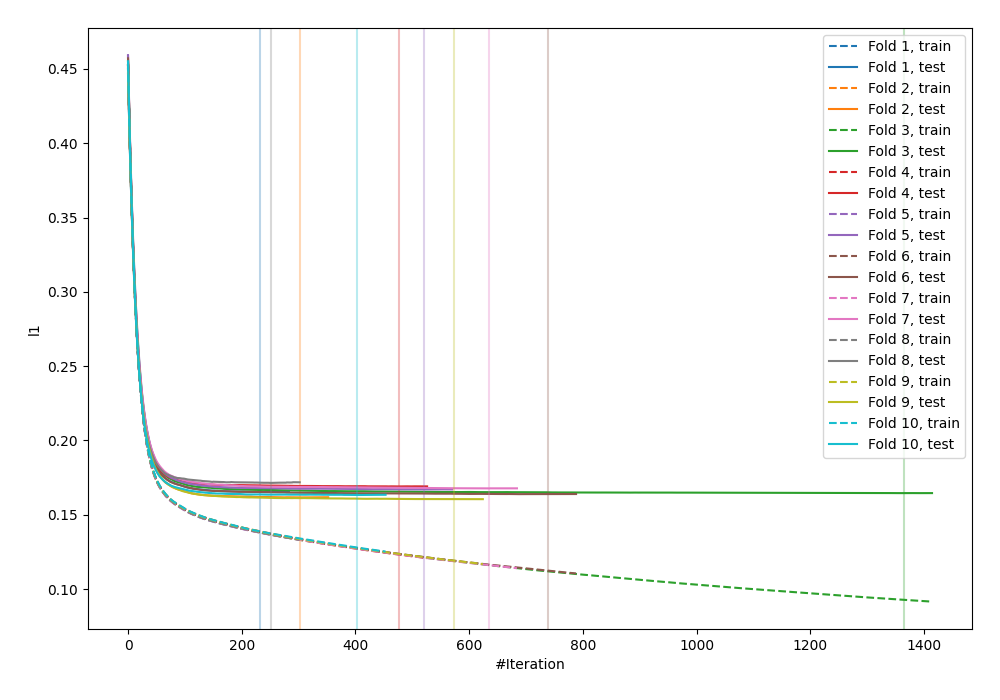 0.45
0.40
0.35
0.30
0.25
0.20
0.15
0.10
l1
0 200 400 600 800 1000 1200 1400
#Iteration
Fold 1, train
Fold 1, test
Fold 2, train
Fold 2, test
Fold 3, train
Fold 3, test
Fold 4, train
Fold 4, test
Fold 5, train
Fold 5, test
Fold 6, train
Fold 6, test
Fold 7, train
Fold 7, test
Fold 8, train
Fold 8, test
Fold 9, train
Fold 9, test
Fold 10, train
Fold 10, test